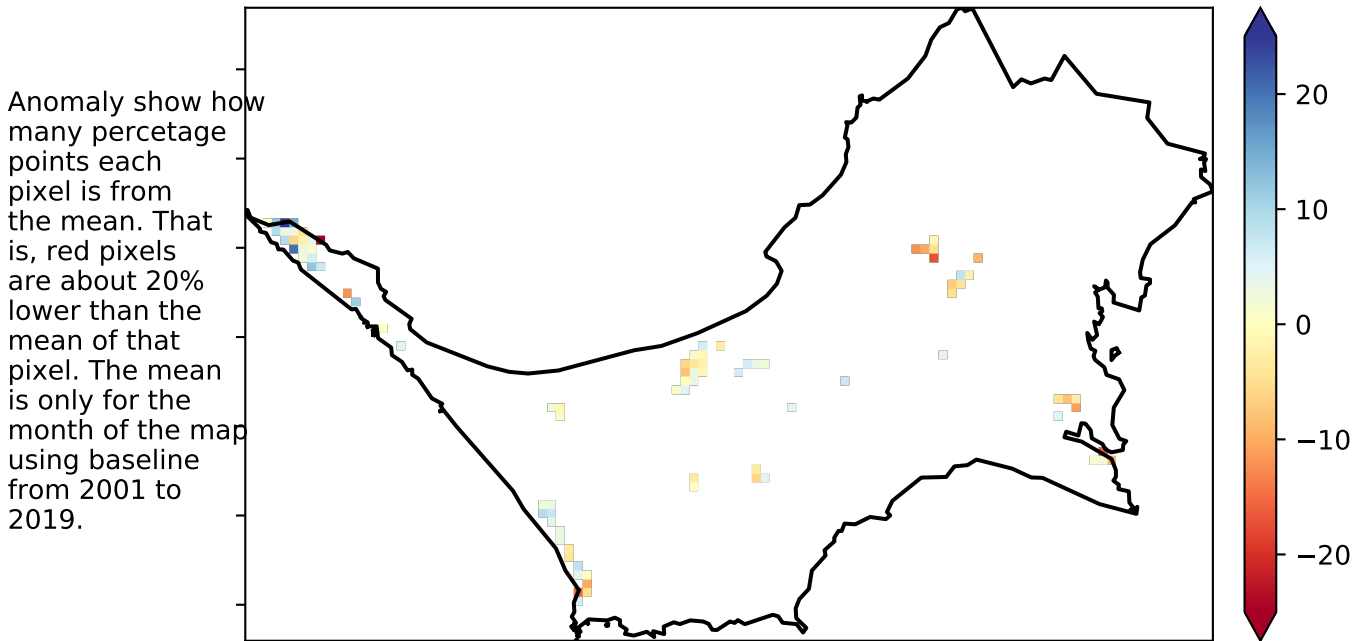 Anomaly show how
many percetage
points each
pixel is from
the mean. That
is, red pixels
are about 20%
lower than the
mean of that
pixel. The mean
is only for the
month of the map
using baseline
from 2001 to
2019.
20
10
0
−10
−20